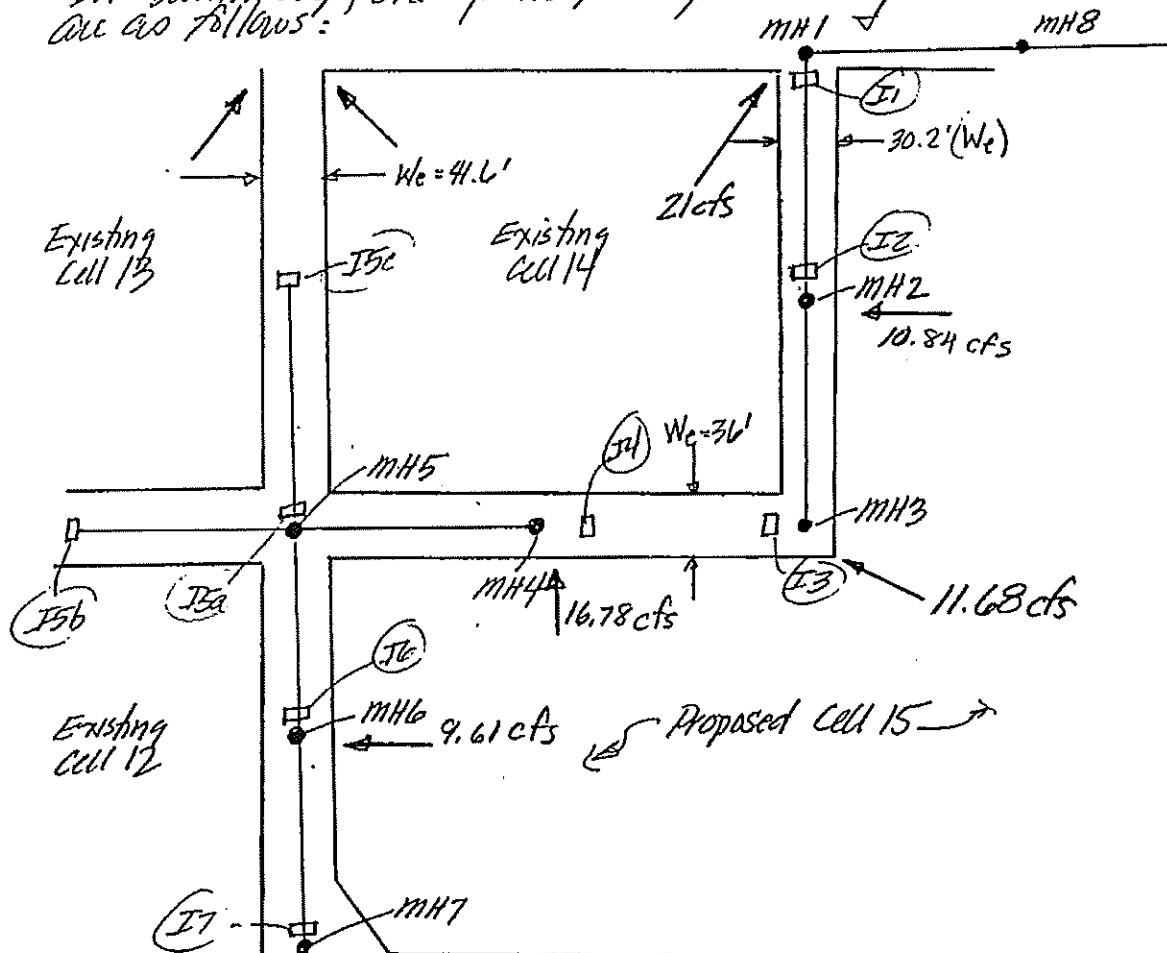 are as follows:
MH1
MH8
I1
30.2'(We)
We=41.6'
21cfs
Existing
Cell 13
I5c
Existing
Cell 14
I2
MH2
10.84 cfs
I4
We=36'
MH5
MH3
I5b
I5a
MH4
16.78 cfs
I3
11.68 cfs
I6
MH6
9.61 cfs
Proposed Cell 15
Existing
Cell 12
I7
MH7